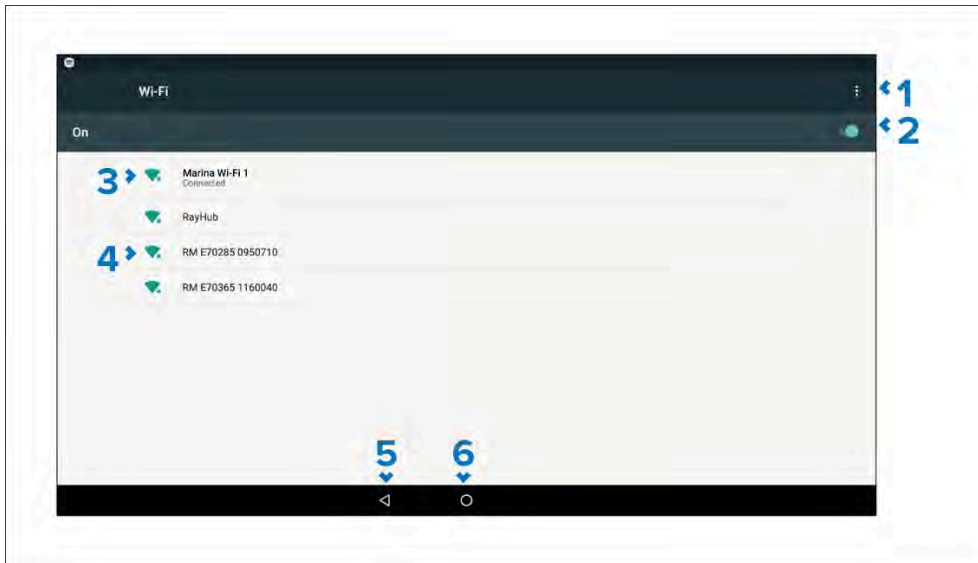 Wi-Fi
1
On
2
3 Marina Wi-Fi 1
Connected
RayHub
4 RM E70285 0950710
RM E70365 1160040
5 6